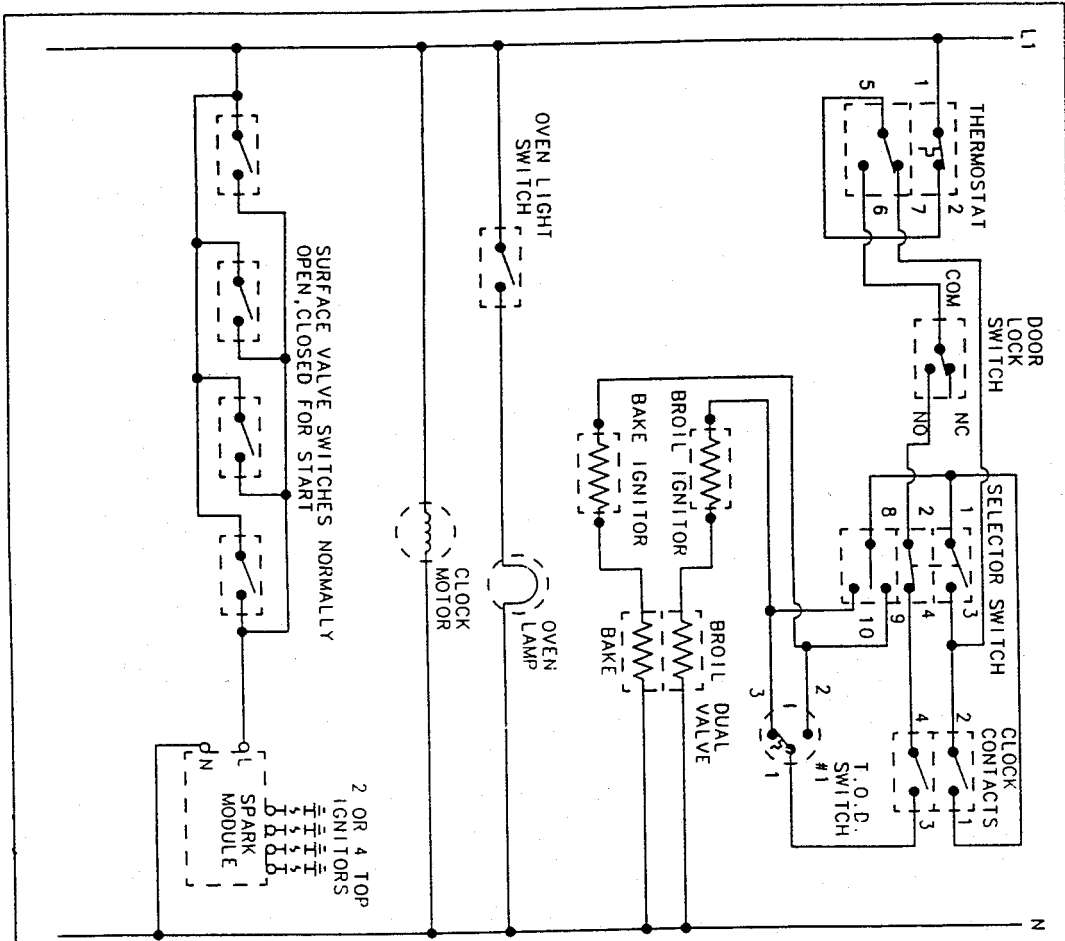 L1
THERMOSTAT
1
2
5
7
6
COM
DOOR
LOCK
SWITCH
NC
NO
SELECTOR SWITCH
1
3
2
4
8
9
10
CLOCK
CONTACTS
2
1
4
3
T.O.D.
SWITCH
#1
2
3
1
BROIL IGNITOR
BAKE IGNITOR
DUAL
VALVE
BROIL
BAKE
N
OVEN LIGHT
SWITCH
OVEN
LAMP
CLOCK
MOTOR
SURFACE VALVE SWITCHES NORMALLY
OPEN,CLOSED FOR START
L
N
SPARK
MODULE
2 OR 4 TOP
IGNITORS